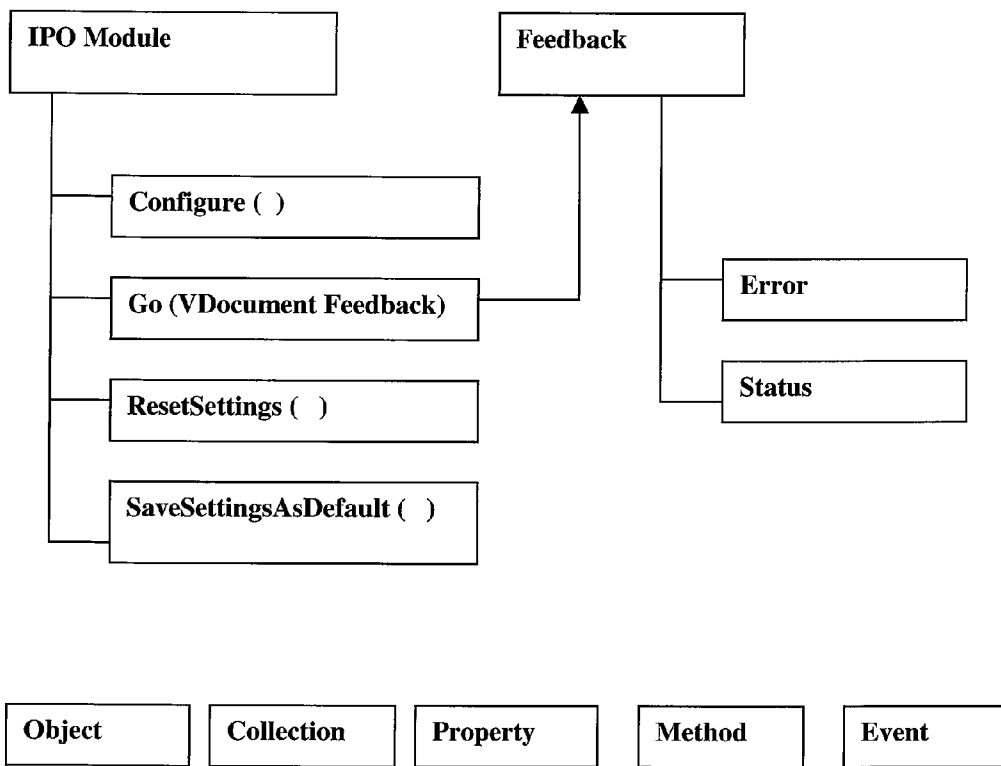 IPO Module
Feedback
Configure ( )
Go (VDocument Feedback)
Error
ResetSettings ( )
Status
SaveSettingsAsDefault ( )
Object
Collection
Property
Method
Event